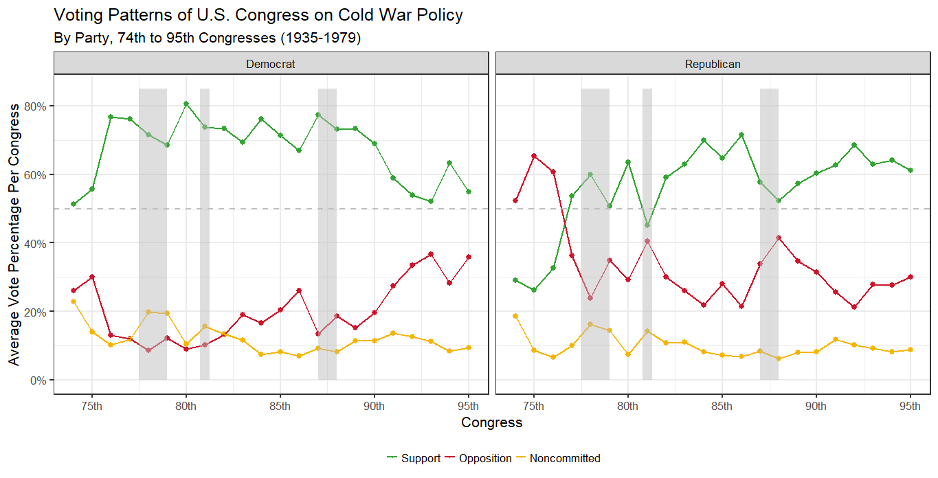 Voting Patterns of U.S. Congress on Cold War Policy
By Party, 74th to 95th Congresses (1935-1979)
Democrat
Republican
Average Vote Percentage Per Congress
80%
60%
40%
20%
0%
75th 80th 85th 90th 95th
75th 80th 85th 90th 95th
Congress
Support Opposition Noncommitted